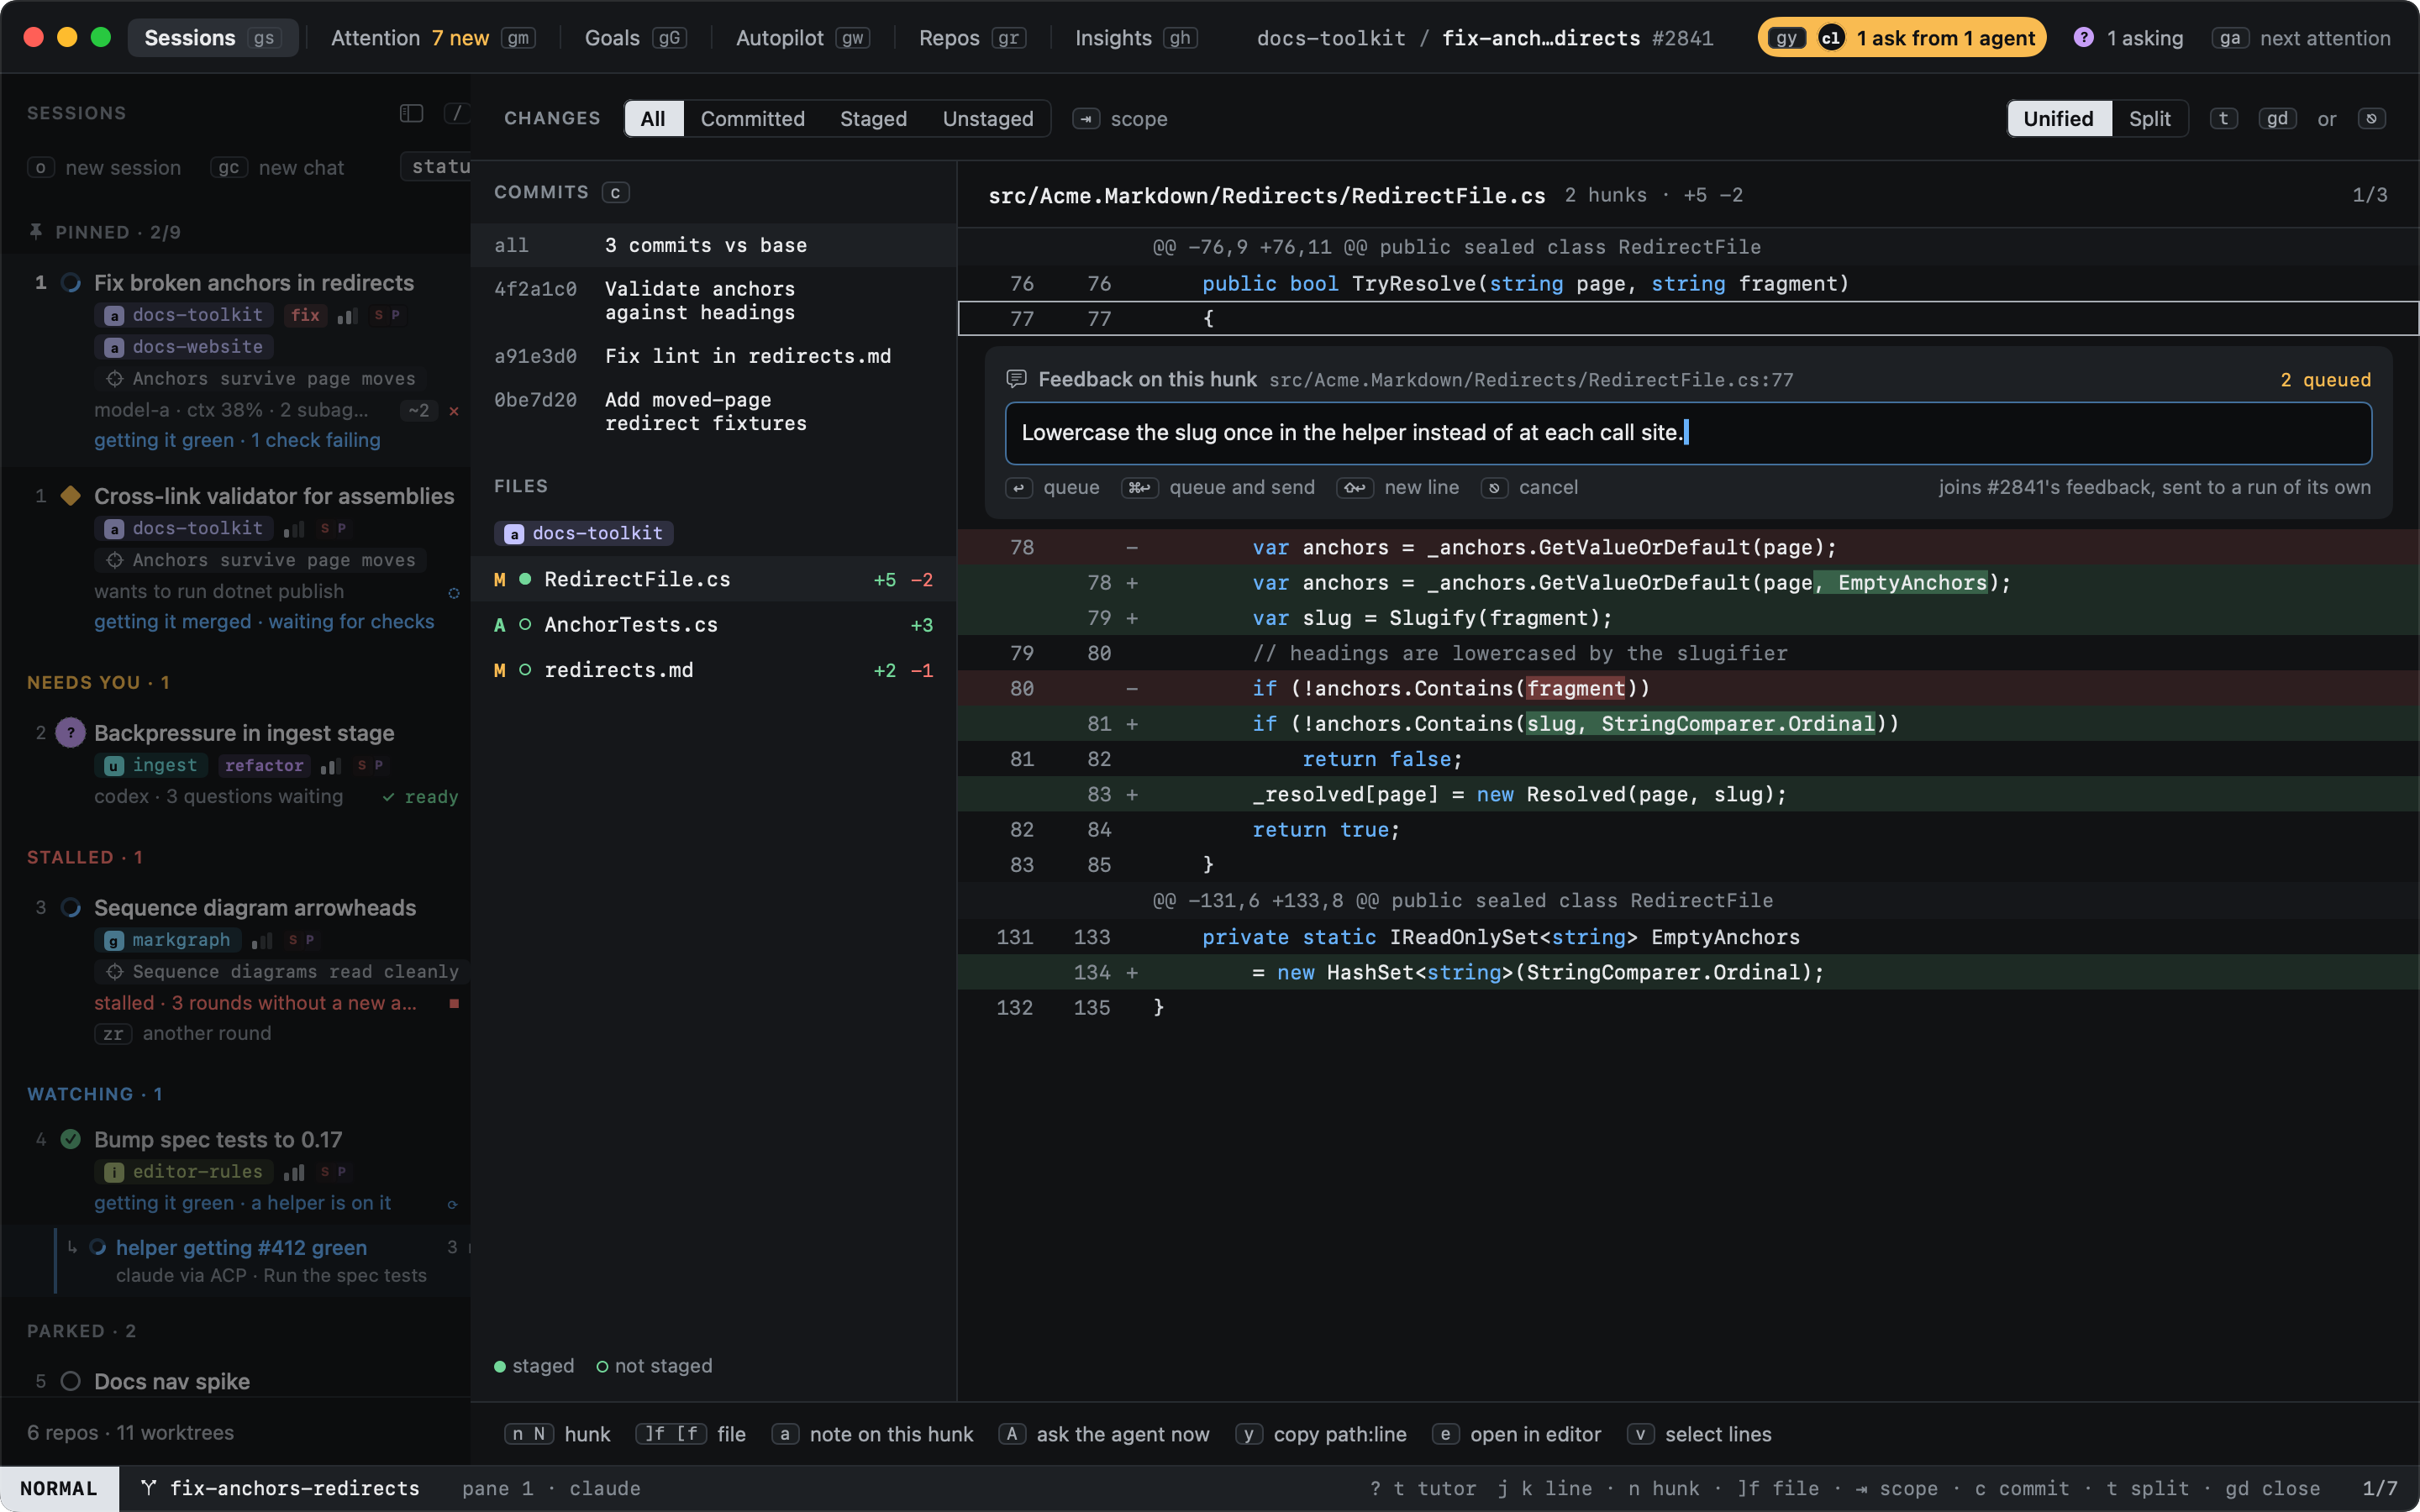 Sessions gs Attention 7 new gm Goals gG Autopilot gw Repos gr Insights gh docs-toolkit / fix-anch…directs #2841 gy cl 1 ask from 1 agent ? 1 asking ga next attention
SESSIONS /
o new session gc new chat statu
PINNED · 2/9
1 Fix broken anchors in redirects
a docs-toolkit fix S P
a docs-website
Anchors survive page moves
model-a · ctx 38% · 2 subag… ~2 ×
getting it green · 1 check failing
1 Cross-link validator for assemblies
a docs-toolkit S P
Anchors survive page moves
wants to run dotnet publish
getting it merged · waiting for checks
NEEDS YOU · 1
2 ? Backpressure in ingest stage
u ingest refactor S P
codex · 3 questions waiting ✓ ready
STALLED · 1
3 Sequence diagram arrowheads
g markgraph S P
Sequence diagrams read cleanly
stalled · 3 rounds without a new a…
zr another round
WATCHING · 1
4 Bump spec tests to 0.17
i editor-rules S P
getting it green · a helper is on it
↳ helper getting #412 green 3
claude via ACP · Run the spec tests
PARKED · 2
5 Docs nav spike
6 repos · 11 worktrees
CHANGES All Committed Staged Unstaged ⇥ scope Unified Split t gd or ⎋
COMMITS c
all 3 commits vs base
4f2a1c0 Validate anchors
against headings
a91e3d0 Fix lint in redirects.md
0be7d20 Add moved-page
redirect fixtures
FILES
a docs-toolkit
M RedirectFile.cs +5 −2
A AnchorTests.cs +3
M redirects.md +2 −1
staged not staged
src/Acme.Markdown/Redirects/RedirectFile.cs 2 hunks · +5 −2 1/3
@@ −76,9 +76,11 @@ public sealed class RedirectFile
76 76 public bool TryResolve(string page, string fragment)
77 77 {
Feedback on this hunk src/Acme.Markdown/Redirects/RedirectFile.cs:77 2 queued
Lowercase the slug once in the helper instead of at each call site.
↩ queue ⌘↩ queue and send ⇧↩ new line ⎋ cancel joins #2841's feedback, sent to a run of its own
78 − var anchors = _anchors.GetValueOrDefault(page);
78 + var anchors = _anchors.GetValueOrDefault(page, EmptyAnchors);
79 + var slug = Slugify(fragment);
79 80 // headings are lowercased by the slugifier
80 − if (!anchors.Contains(fragment))
81 + if (!anchors.Contains(slug, StringComparer.Ordinal))
81 82 return false;
83 + _resolved[page] = new Resolved(page, slug);
82 84 return true;
83 85 }
@@ −131,6 +133,8 @@ public sealed class RedirectFile
131 133 private static IReadOnlySet<string> EmptyAnchors
134 + = new HashSet<string>(StringComparer.Ordinal);
132 135 }
n N hunk ]f [f file a note on this hunk A ask the agent now y copy path:line e open in editor v select lines
NORMAL fix-anchors-redirects pane 1 · claude ? t tutor j k line · n hunk · ]f file · ⇥ scope · c commit · t split · gd close 1/7